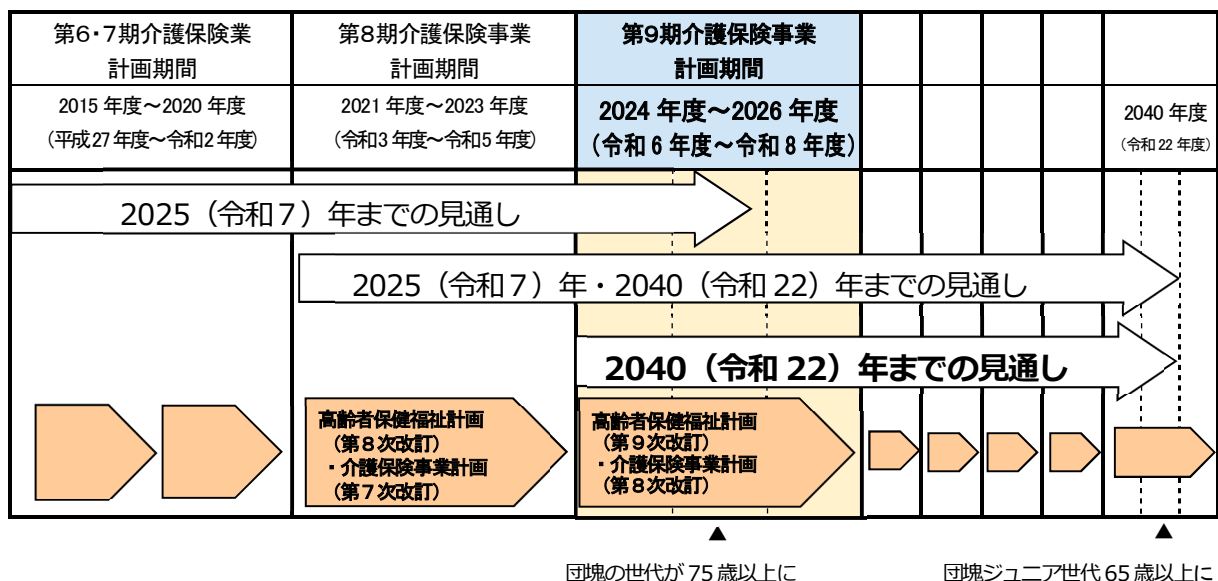 第6・7期介護保険業
計画期間
第8期介護保険事業
計画期間
第9期介護保険事業
計画期間
2015 年度～2020 年度
（平成27年度～令和2年度）
2021 年度～2023 年度
（令和3年度～令和5年度）
2024 年度～2026 年度
（令和 6 年度～令和 8 年度）
2040 年度
（令和 22 年度）
2025（令和７）年までの見通し
2025（令和７）年・2040（令和 22）年までの見通し
2040（令和 22）年までの見通し
高齢者保健福祉計画
（第８次改訂）
・介護保険事業計画
（第７次改訂）
高齢者保健福祉計画
（第９次改訂）
・介護保険事業計画
（第８次改訂）
▲
▲
団塊の世代が 75 歳以上に
団塊ジュニア世代 65 歳以上に